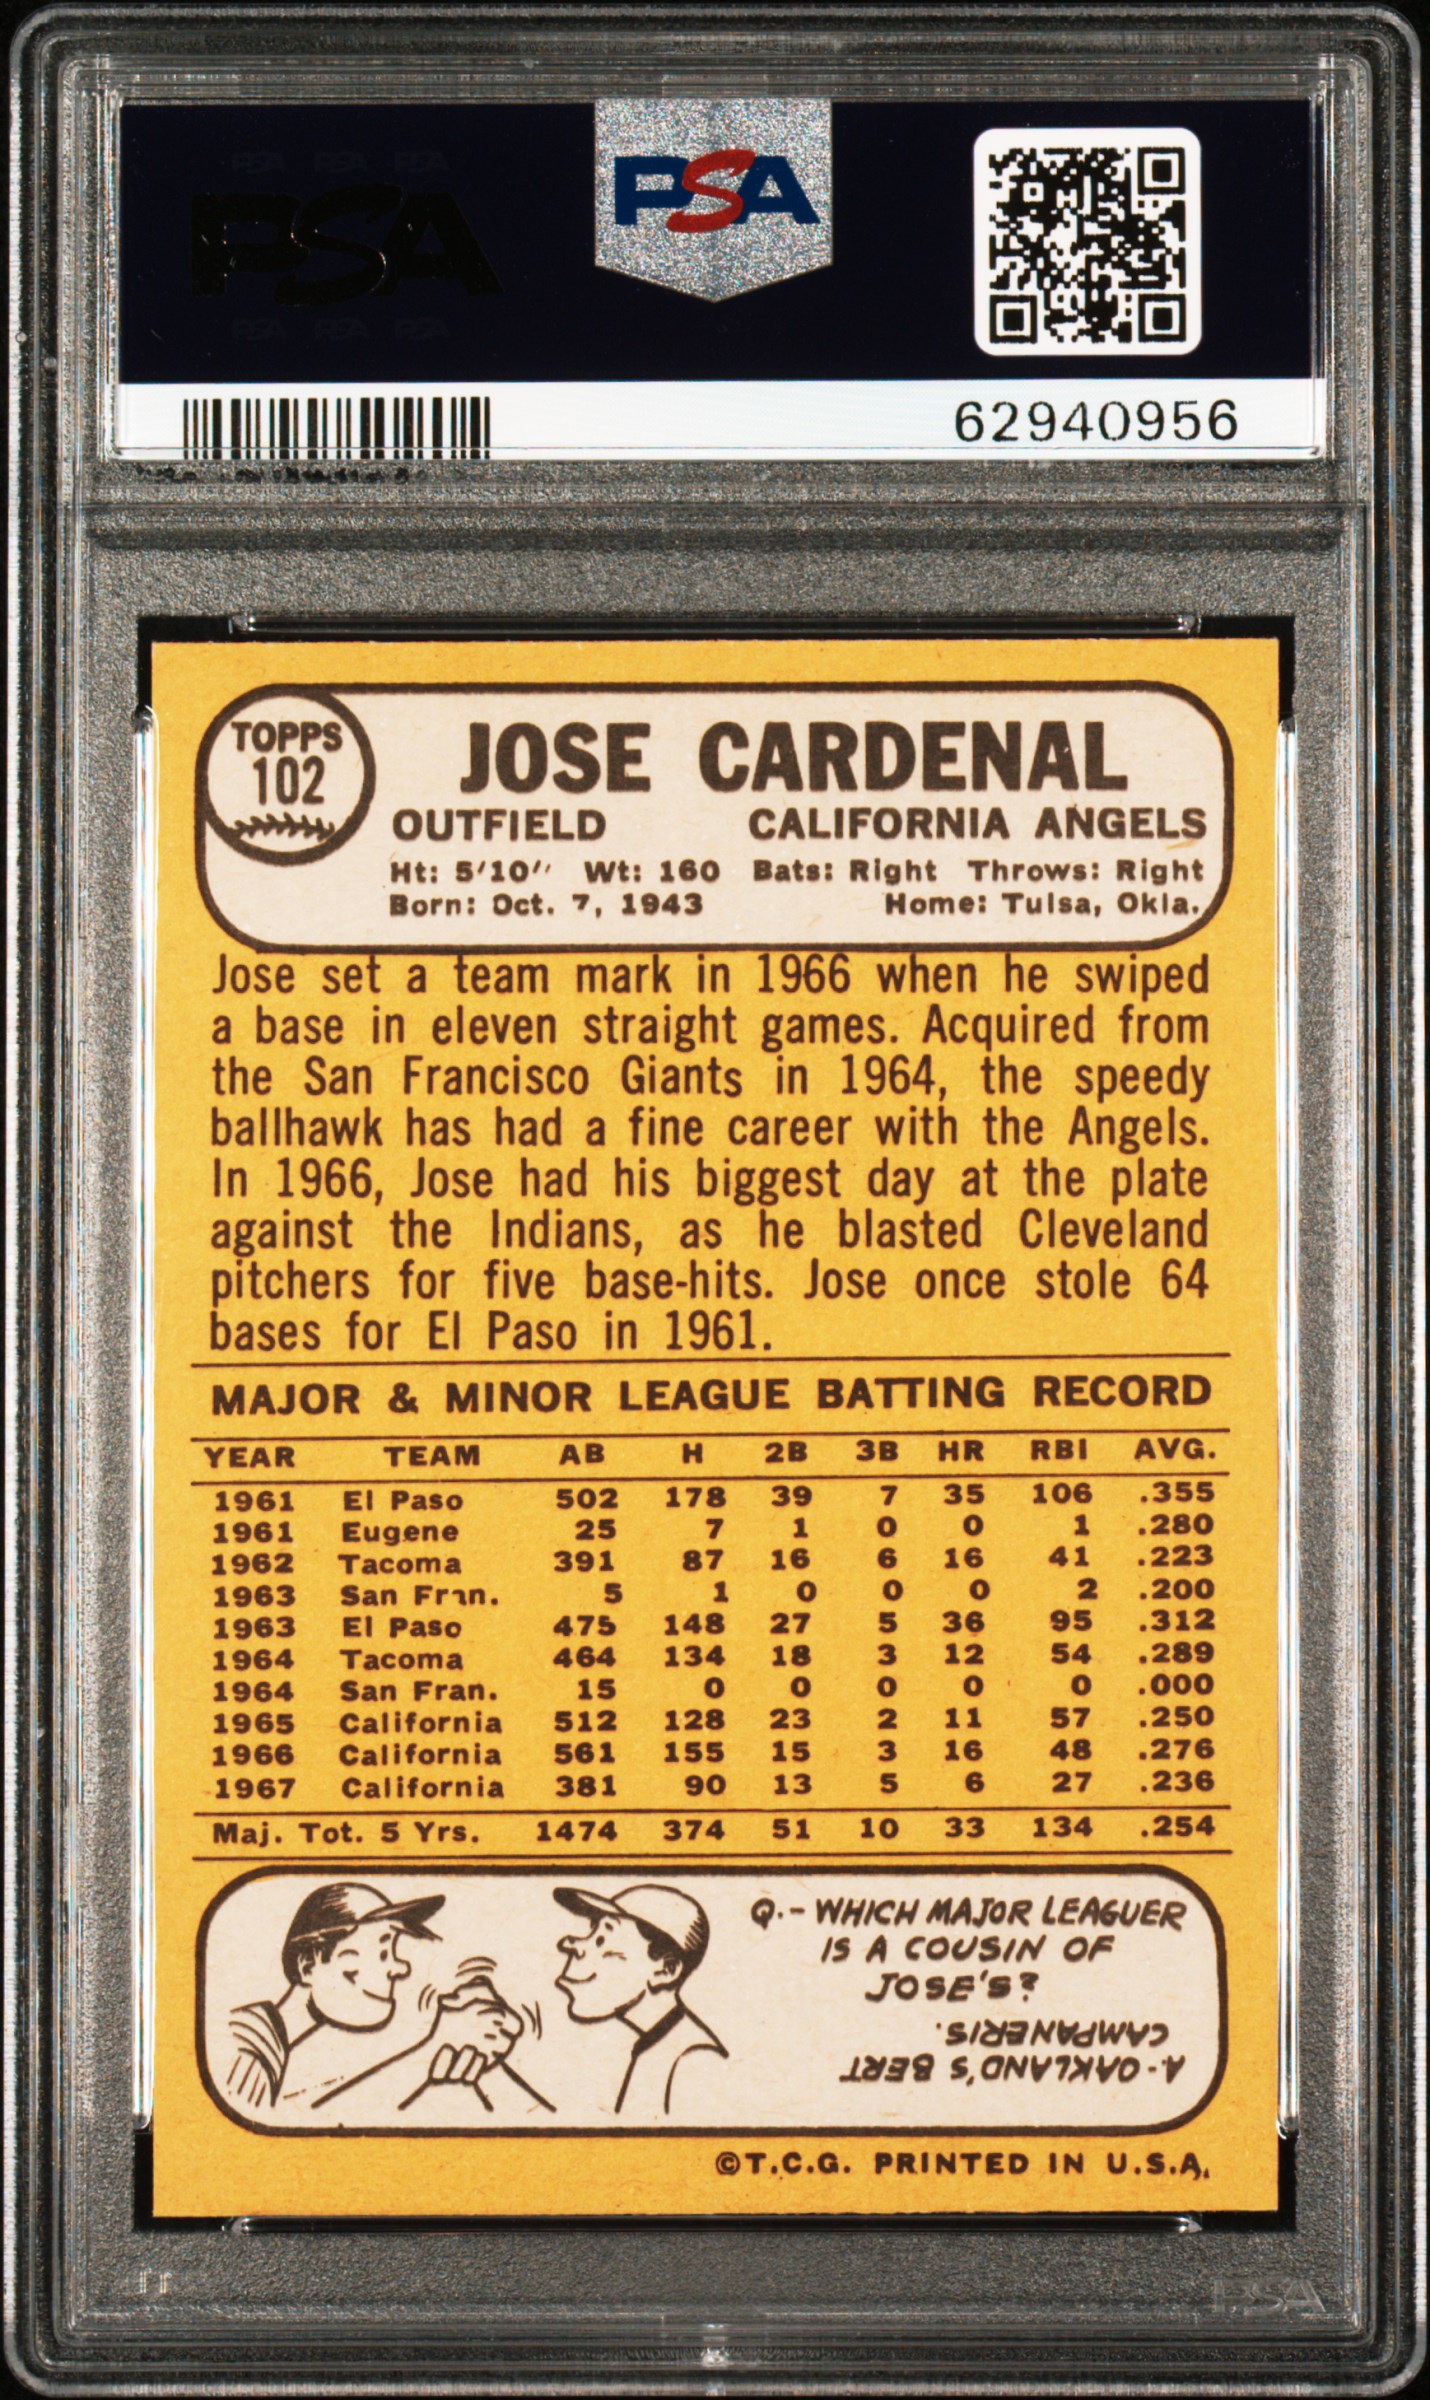 PSA
PSA
62940956
TOPPS
102
JOSE CARDENAL
OUTFIELD CALIFORNIA ANGELS
Ht: 5'10'' Wt: 160 Bats: Right Throws: Right
Born: Oct. 7, 1943 Home: Tulsa, Okla.
Jose set a team mark in 1966 when he swiped
a base in eleven straight games. Acquired from
the San Francisco Giants in 1964, the speedy
ballhawk has had a fine career with the Angels.
In 1966, Jose had his biggest day at the plate
against the Indians, as he blasted Cleveland
pitchers for five base-hits. Jose once stole 64
bases for El Paso in 1961.
MAJOR & MINOR LEAGUE BATTING RECORD
YEAR TEAM AB H 2B 3B HR RBI AVG.
1961 El Paso 502 178 39 7 35 106 .355
1961 Eugene 25 7 1 0 0 1 .280
1962 Tacoma 391 87 16 6 16 41 .223
1963 San Fran. 5 1 0 0 0 2 .200
1963 El Paso 475 148 27 5 36 95 .312
1964 Tacoma 464 134 18 3 12 54 .289
1964 San Fran. 15 0 0 0 0 0 .000
1965 California 512 128 23 2 11 57 .250
1966 California 561 155 15 3 16 48 .276
1967 California 381 90 13 5 6 27 .236
Maj. Tot. 5 Yrs. 1474 374 51 10 33 134 .254
Q.- WHICH MAJOR LEAGUER
IS A COUSIN OF
JOSE'S?
A.- OAKLAND'S BERT
CAMPANERIS.
©T.C.G. PRINTED IN U.S.A.
PSA